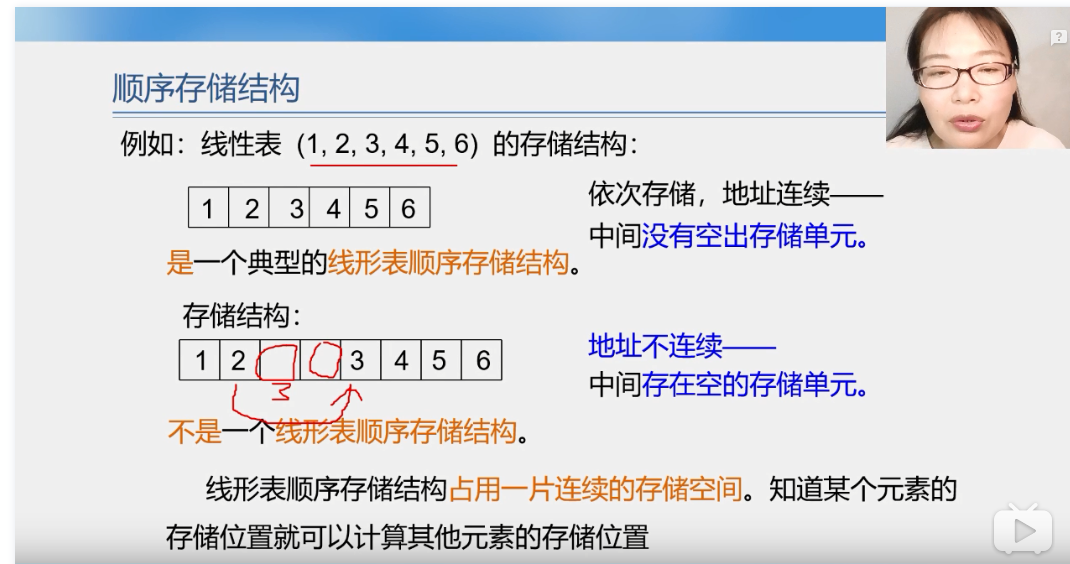 顺序存储结构
例如：线性表 (1, 2, 3, 4, 5, 6) 的存储结构：
1 2 3 4 5 6
依次存储，地址连续——
中间没有空出存储单元。
是一个典型的线形表顺序存储结构。
存储结构：
1 2 3 4 5 6
3
地址不连续——
中间存在空的存储单元。
不是一个线形表顺序存储结构。
线形表顺序存储结构占用一片连续的存储空间。知道某个元素的
存储位置就可以计算其他元素的存储位置
?